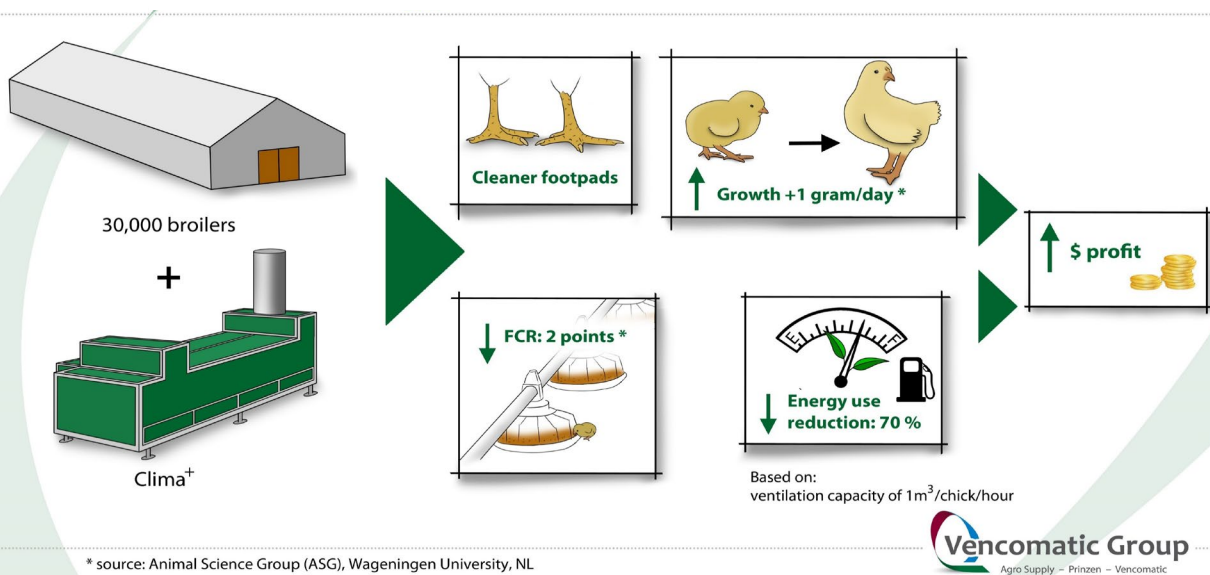 30,000 broilers
+
Clima⁺
Cleaner footpads
Growth +1 gram/day *
FCR: 2 points *
E F
Energy use
reduction: 70 %
Based on:
ventilation capacity of 1m³/chick/hour
$ profit
* source: Animal Science Group (ASG), Wageningen University, NL
Vencomatic Group
Agro Supply – Prinzen – Vencomatic